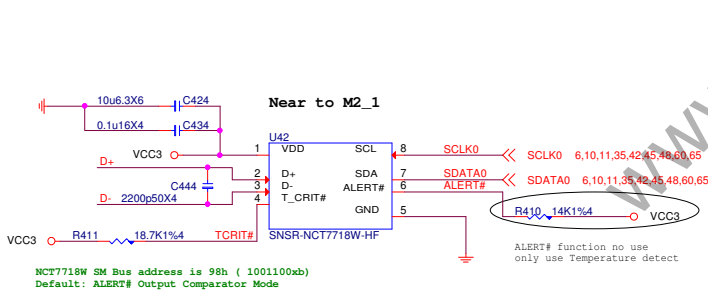 10u6.3X6 C424
Near to M2_1
0.1u16X4 C434
U42
VCC3 1 VDD SCL 8 SCLK0 SCLK0 6,10,11,35,42,45,48,60,65
D+ 2 D+ SDA 7 SDATA0 SDATA0 6,10,11,35,42,45,48,60,65
C444 3 D- ALERT# 6 ALERT#
D- 2200p50X4 4 T_CRIT#
GND 5 R410 14K1%4 VCC3
VCC3 R411 18.7K1%4 TCRIT# SNSR-NCT7718W-HF
ALERT# function no use
only use Temperature detect
NCT7718W SM Bus address is 98h ( 1001100xb)
Default: ALERT# Output Comparator Mode